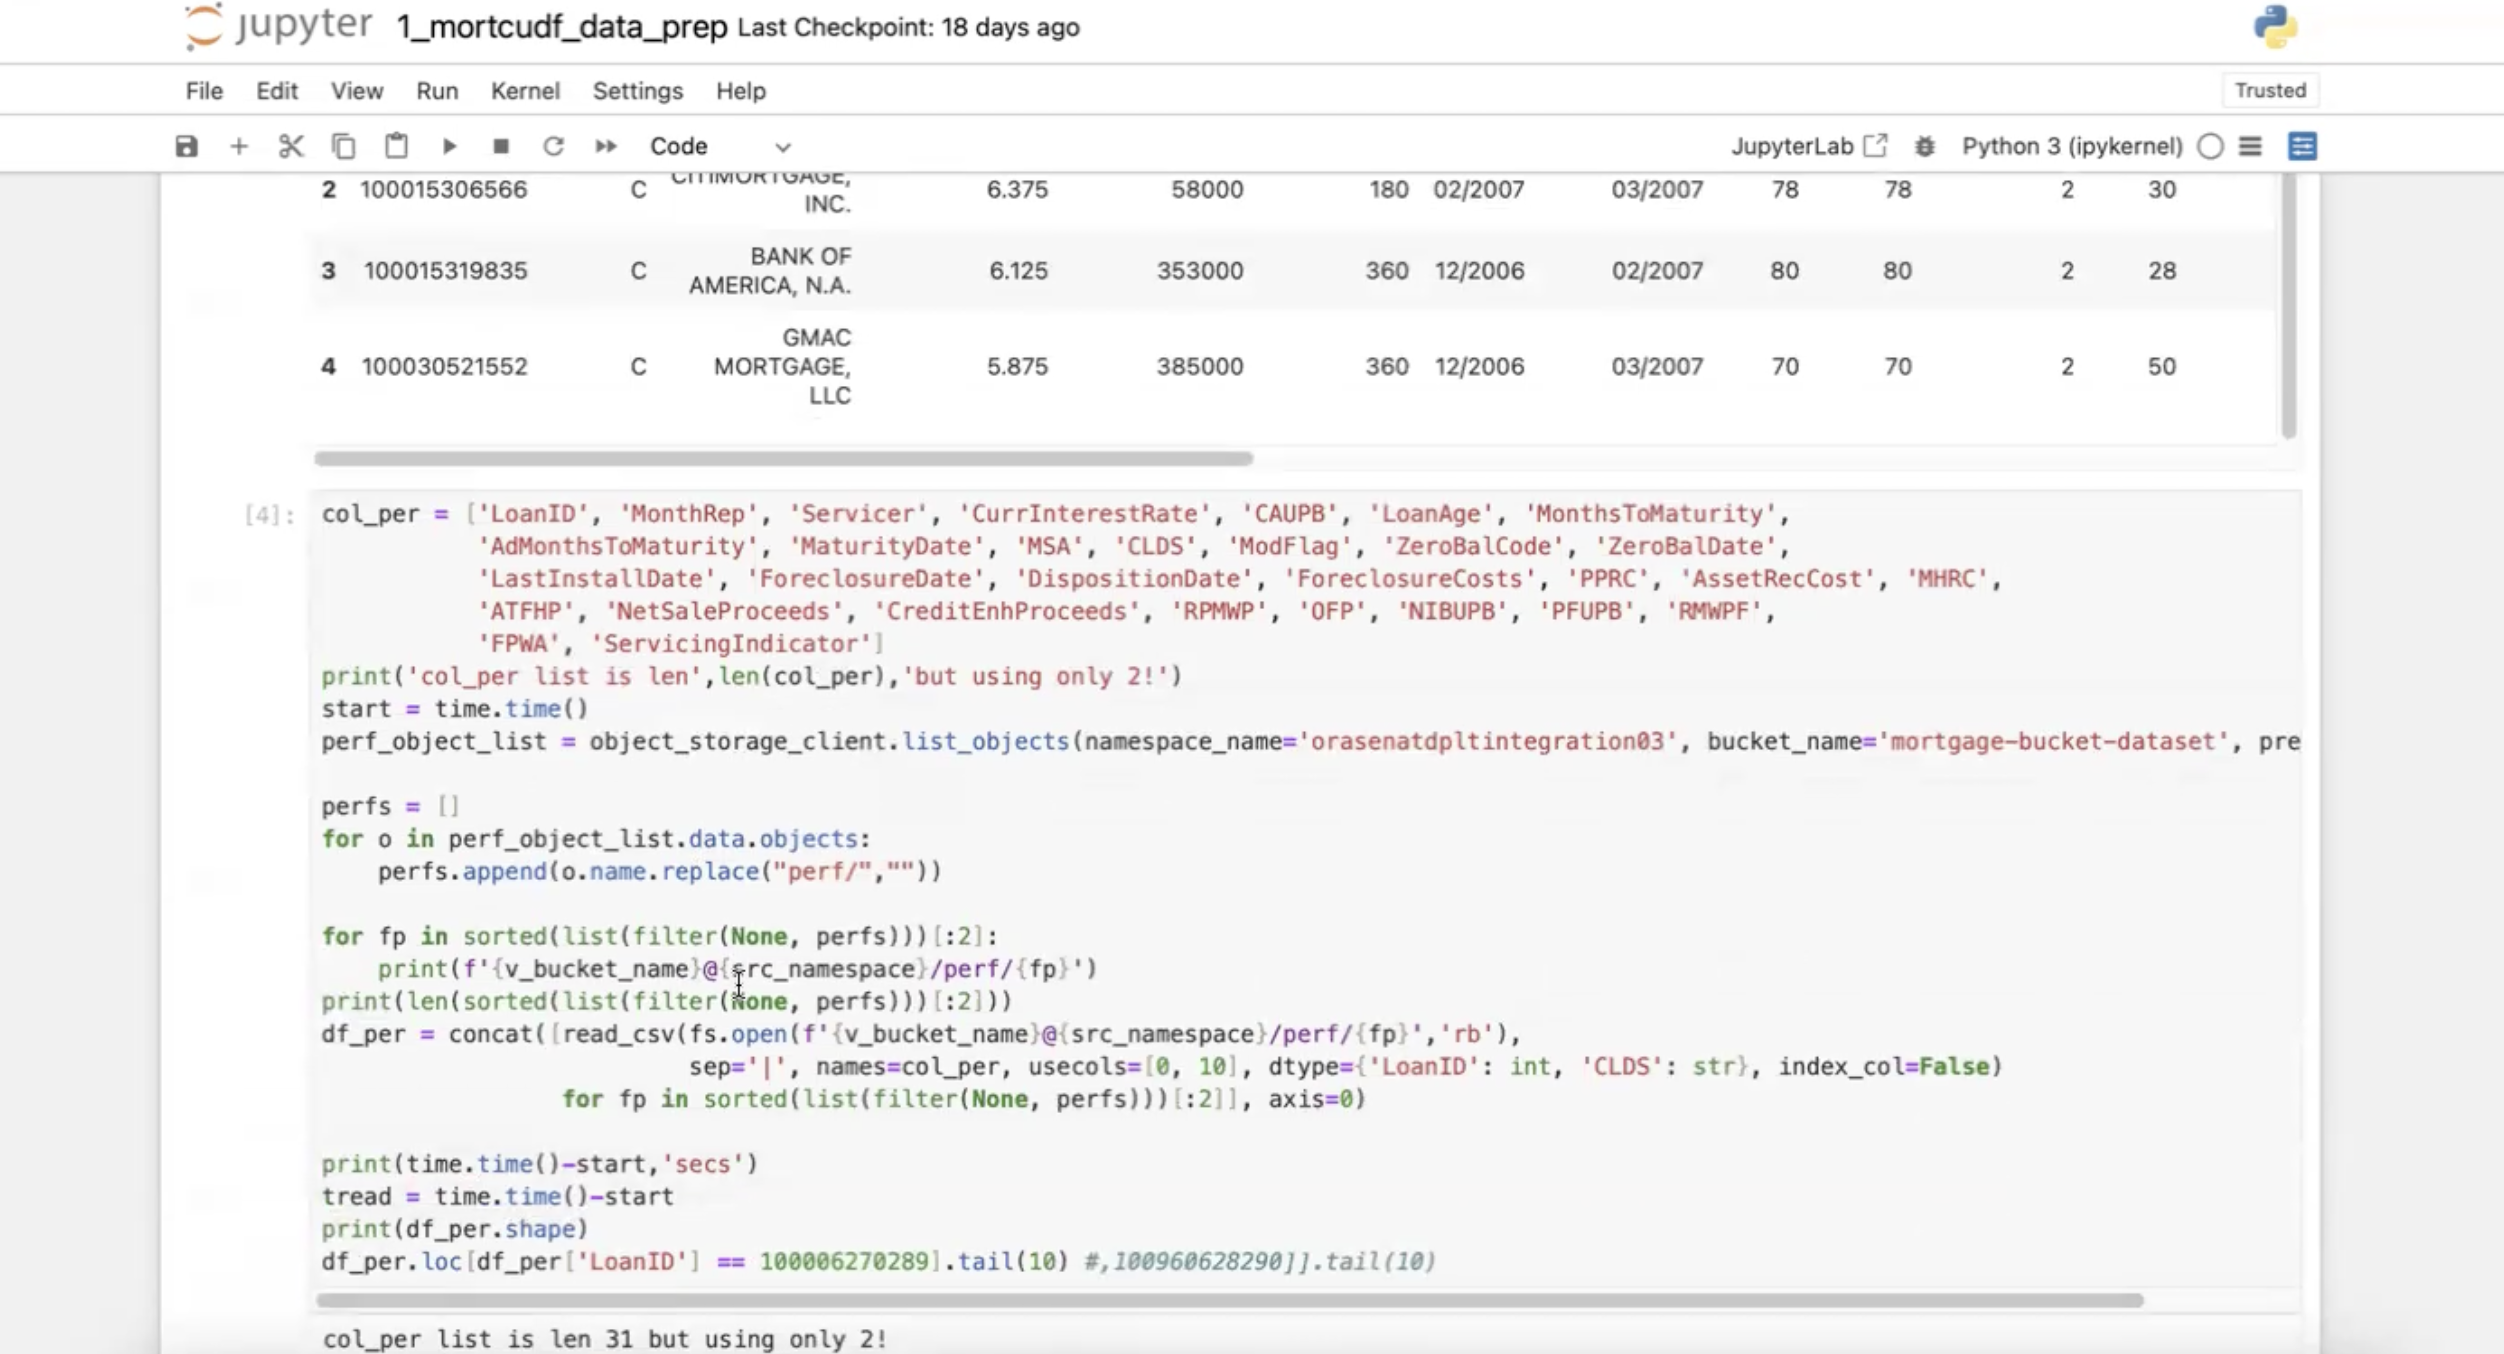 jupyter 1_mortcudf_data_prep Last Checkpoint: 18 days ago
File Edit View Run Kernel Settings Help Trusted
Code JupyterLab Python 3 (ipykernel)
2 100015306566 C CITIMORTGAGE, INC. 6.375 58000 180 02/2007 03/2007 78 78 2 30
3 100015319835 C BANK OF AMERICA, N.A. 6.125 353000 360 12/2006 02/2007 80 80 2 28
4 100030521552 C GMAC MORTGAGE, LLC 5.875 385000 360 12/2006 03/2007 70 70 2 50
[4]: col_per = ['LoanID', 'MonthRep', 'Servicer', 'CurrInterestRate', 'CAUPB', 'LoanAge', 'MonthsToMaturity',
'AdMonthsToMaturity', 'MaturityDate', 'MSA', 'CLDS', 'ModFlag', 'ZeroBalCode', 'ZeroBalDate',
'LastInstallDate', 'ForeclosureDate', 'DispositionDate', 'ForeclosureCosts', 'PPRC', 'AssetRecCost', 'MHRC',
'ATFHP', 'NetSaleProceeds', 'CreditEnhProceeds', 'RPMWP', 'OFP', 'NIBUPB', 'PFUPB', 'RMWPF',
'FPWA', 'ServicingIndicator']
print('col_per list is len',len(col_per),'but using only 2!')
start = time.time()
perf_object_list = object_storage_client.list_objects(namespace_name='orasenatdpltintegration03', bucket_name='mortgage-bucket-dataset', pre
perfs = []
for o in perf_object_list.data.objects:
    perfs.append(o.name.replace("perf/",""))
for fp in sorted(list(filter(None, perfs)))[:2]:
    print(f'{v_bucket_name}@{src_namespace}/perf/{fp}')
print(len(sorted(list(filter(None, perfs)))[:2]))
df_per = concat([read_csv(fs.open(f'{v_bucket_name}@{src_namespace}/perf/{fp}','rb'),
sep='|', names=col_per, usecols=[0, 10], dtype={'LoanID': int, 'CLDS': str}, index_col=False)
for fp in sorted(list(filter(None, perfs)))[:2]], axis=0)
print(time.time()-start,'secs')
tread = time.time()-start
print(df_per.shape)
df_per.loc[df_per['LoanID'] == 100006270289].tail(10) #,100960628290]].tail(10)
col_per list is len 31 but using only 2!